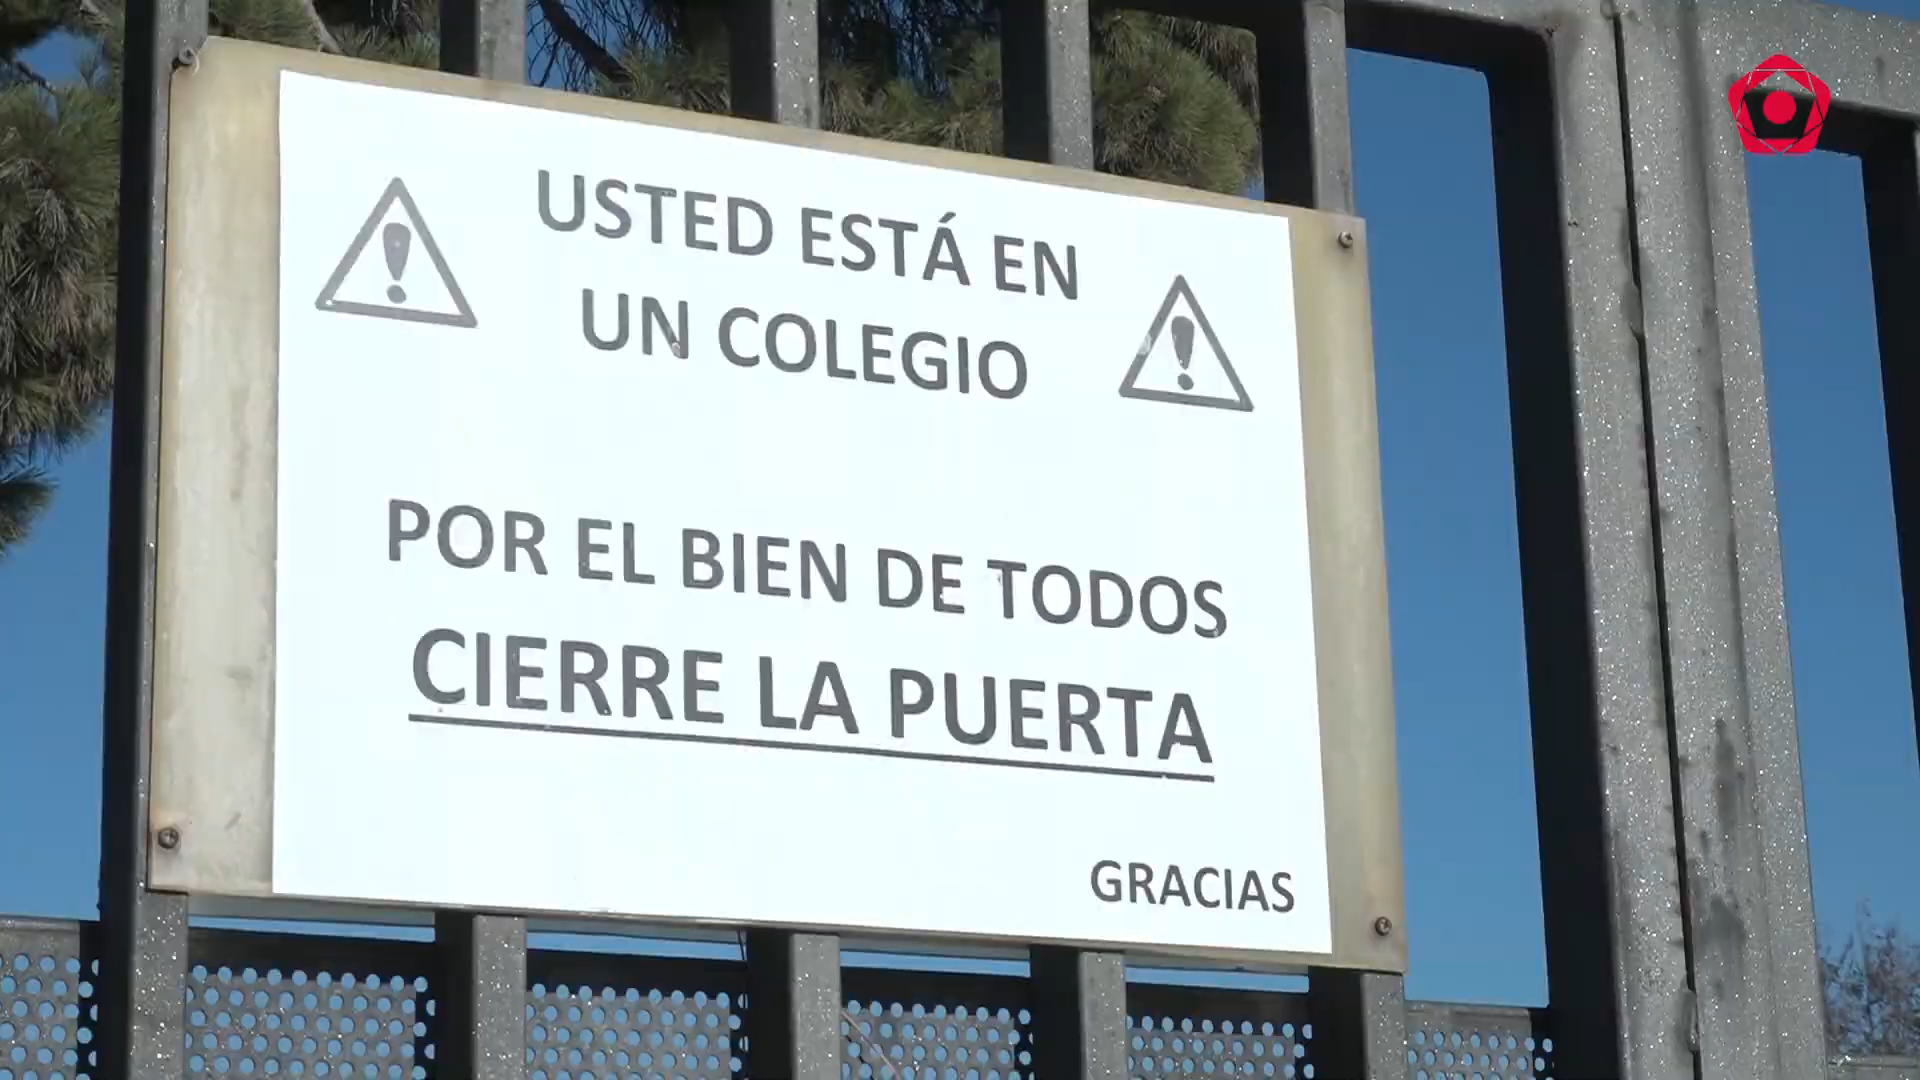 USTED ESTÁ EN
UN COLEGIO
POR EL BIEN DE TODOS
CIERRE LA PUERTA
GRACIAS